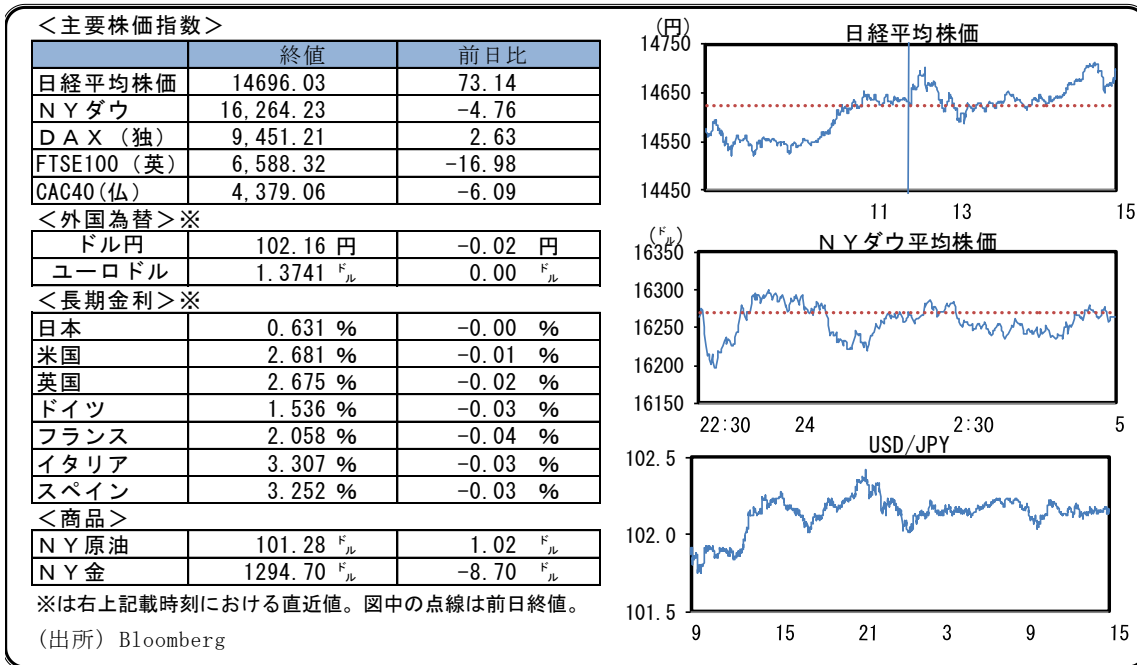 ＜主要株価指数＞
終値 前日比
日経平均株価 14696.03 73.14
ＮＹダウ 16,264.23 -4.76
ＤＡＸ（独） 9,451.21 2.63
FTSE100（英） 6,588.32 -16.98
CAC40(仏) 4,379.06 -6.09
＜外国為替＞※
ドル円 102.16 円 -0.02 円
ユーロドル 1.3741 ドル 0.00 ドル
＜長期金利＞※
日本 0.631 % -0.00 %
米国 2.681 % -0.01 %
英国 2.675 % -0.02 %
ドイツ 1.536 % -0.03 %
フランス 2.058 % -0.04 %
イタリア 3.307 % -0.03 %
スペイン 3.252 % -0.03 %
＜商品＞
ＮＹ原油 101.28 ドル 1.02 ドル
ＮＹ金 1294.70 ドル -8.70 ドル
※は右上記載時刻における直近値。図中の点線は前日終値。
(出所) Bloomberg
(円)
日経平均株価
14750
14650
14550
14450
11 13 15
(ドル)
ＮＹダウ平均株価
16350
16300
16250
16200
16150
22:30 24 2:30 5
USD/JPY
102.5
102.0
101.5
9 15 21 3 9 15